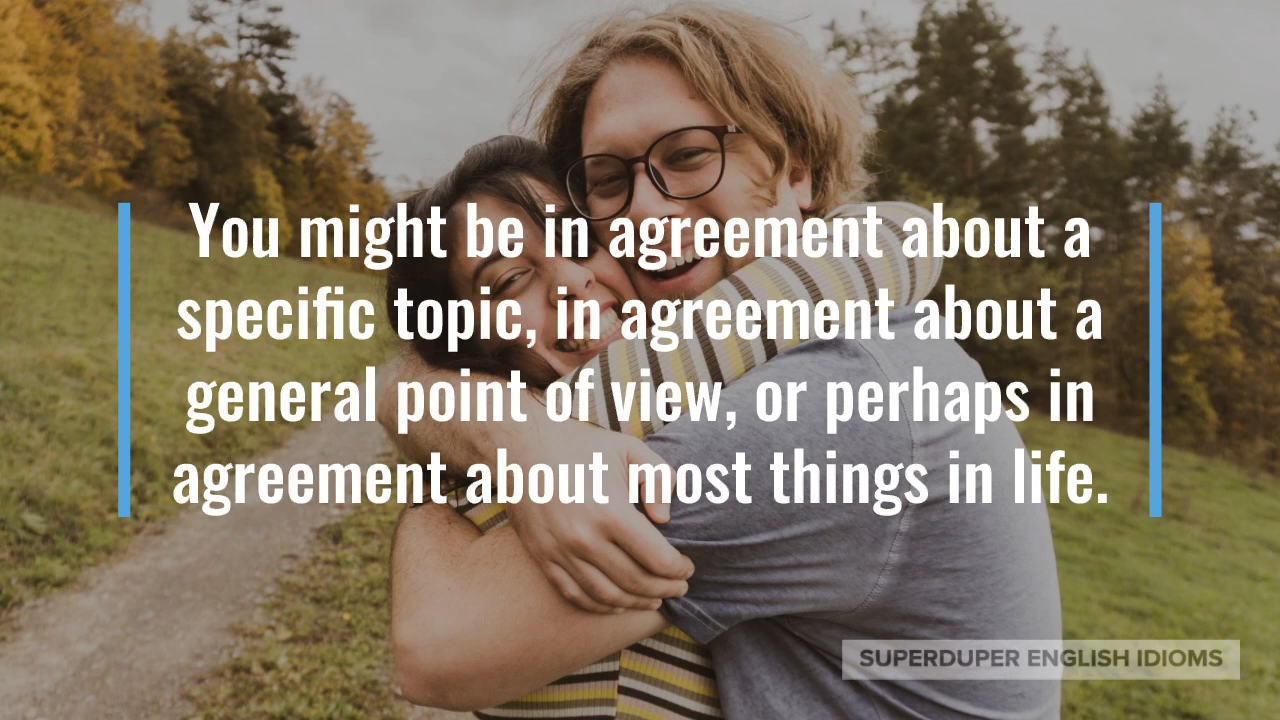 You might be in agreement about a
specific topic, in agreement about a
general point of view, or perhaps in
agreement about most things in life.
SUPERDUPER ENGLISH IDIOMS